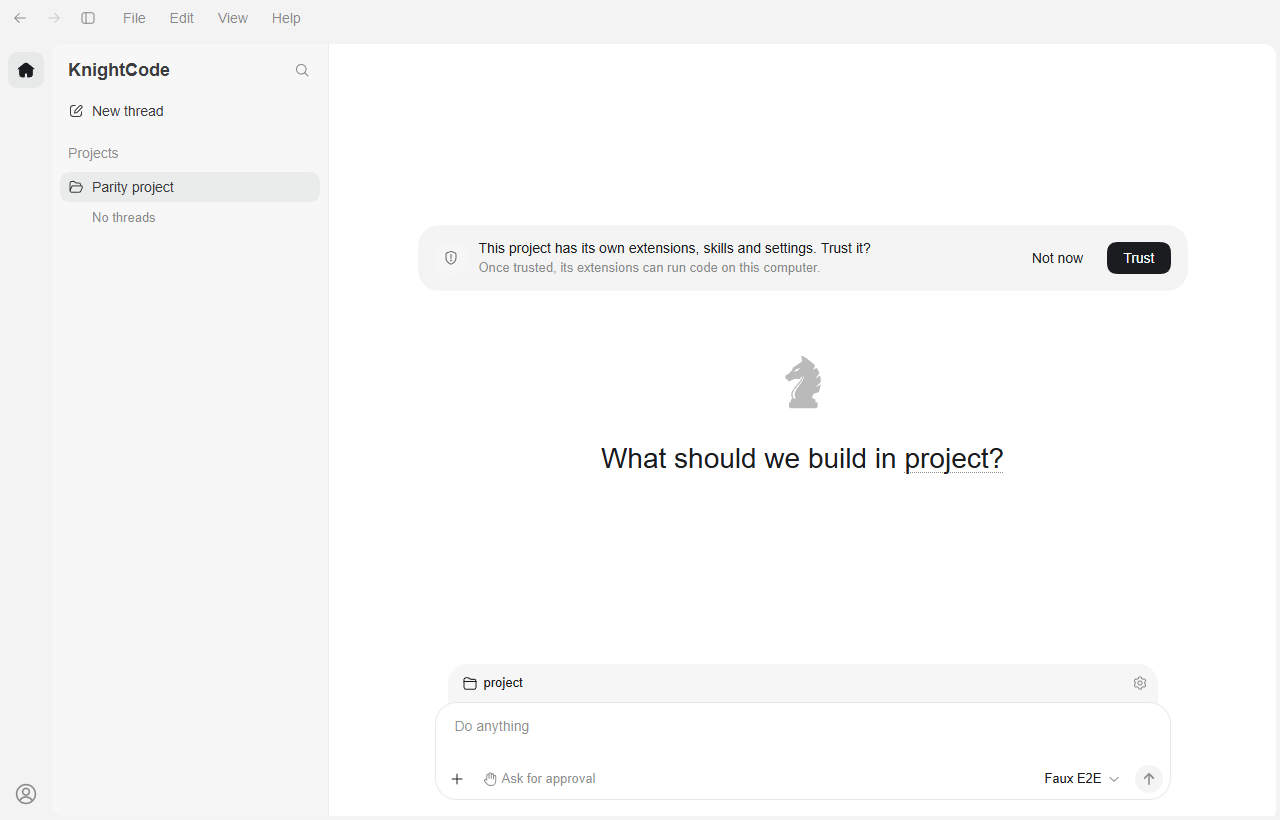 File Edit View Help
KnightCode
New thread
Projects
Parity project
No threads
This project has its own extensions, skills and settings. Trust it?
Once trusted, its extensions can run code on this computer.
Not now
Trust
What should we build in project?
project
Do anything
Ask for approval
Faux E2E